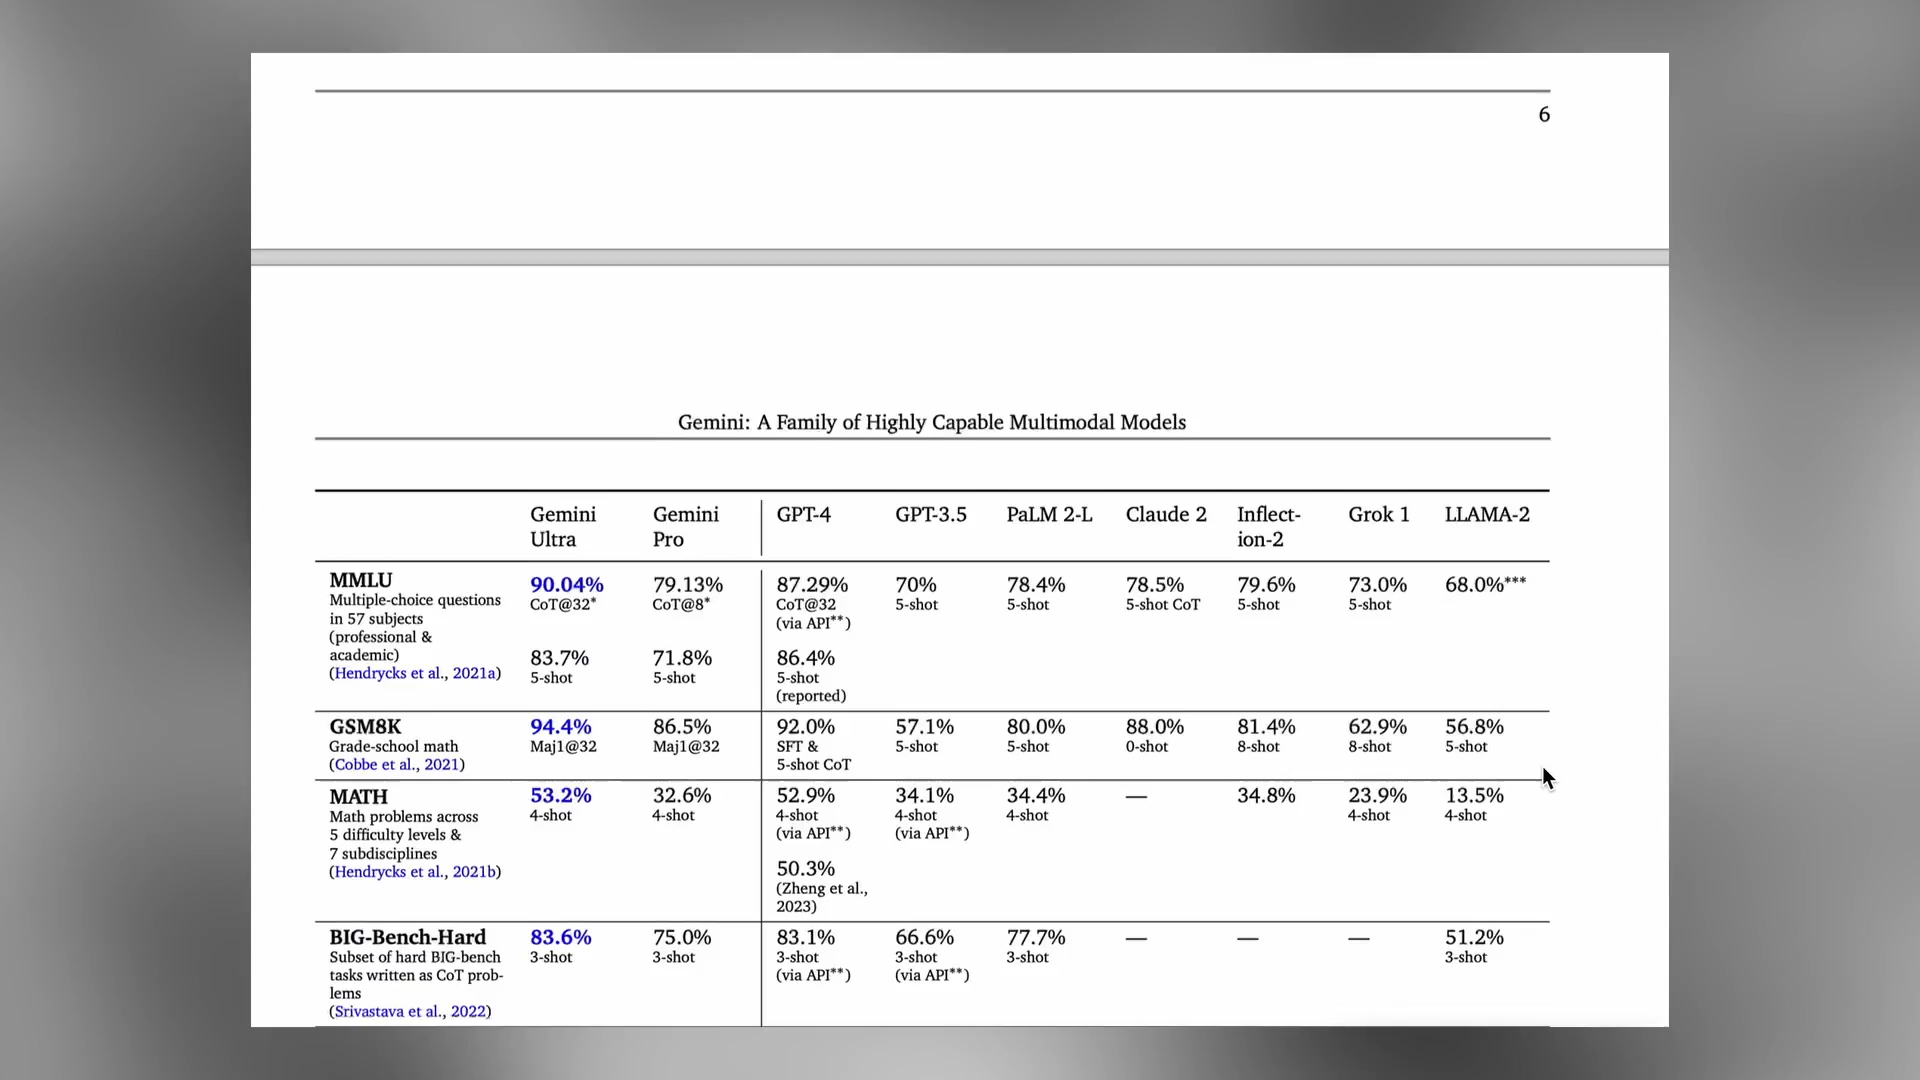 6
Gemini: A Family of Highly Capable Multimodal Models
Gemini Ultra Gemini Pro GPT-4 GPT-3.5 PaLM 2-L Claude 2 Inflect-ion-2 Grok 1 LLAMA-2
MMLU 90.04% 79.13% 87.29% 70% 78.4% 78.5% 79.6% 73.0% 68.0%***
Multiple-choice questions CoT@32* CoT@8* CoT@32 5-shot 5-shot 5-shot CoT 5-shot 5-shot
in 57 subjects (via API**)
(professional &
academic) 83.7% 71.8% 86.4%
(Hendrycks et al., 2021a) 5-shot 5-shot 5-shot
(reported)
GSM8K 94.4% 86.5% 92.0% 57.1% 80.0% 88.0% 81.4% 62.9% 56.8%
Grade-school math Maj1@32 Maj1@32 SFT & 5-shot 5-shot 0-shot 8-shot 8-shot 5-shot
(Cobbe et al., 2021) 5-shot CoT
MATH 53.2% 32.6% 52.9% 34.1% 34.4% — 34.8% 23.9% 13.5%
Math problems across 4-shot 4-shot 4-shot 4-shot 4-shot 4-shot 4-shot
5 difficulty levels & (via API**) (via API**)
7 subdisciplines
(Hendrycks et al., 2021b) 50.3%
(Zheng et al.,
2023)
BIG-Bench-Hard 83.6% 75.0% 83.1% 66.6% 77.7% — — — 51.2%
Subset of hard BIG-bench 3-shot 3-shot 3-shot 3-shot 3-shot 3-shot
tasks written as CoT prob- (via API**) (via API**)
lems
(Srivastava et al., 2022)